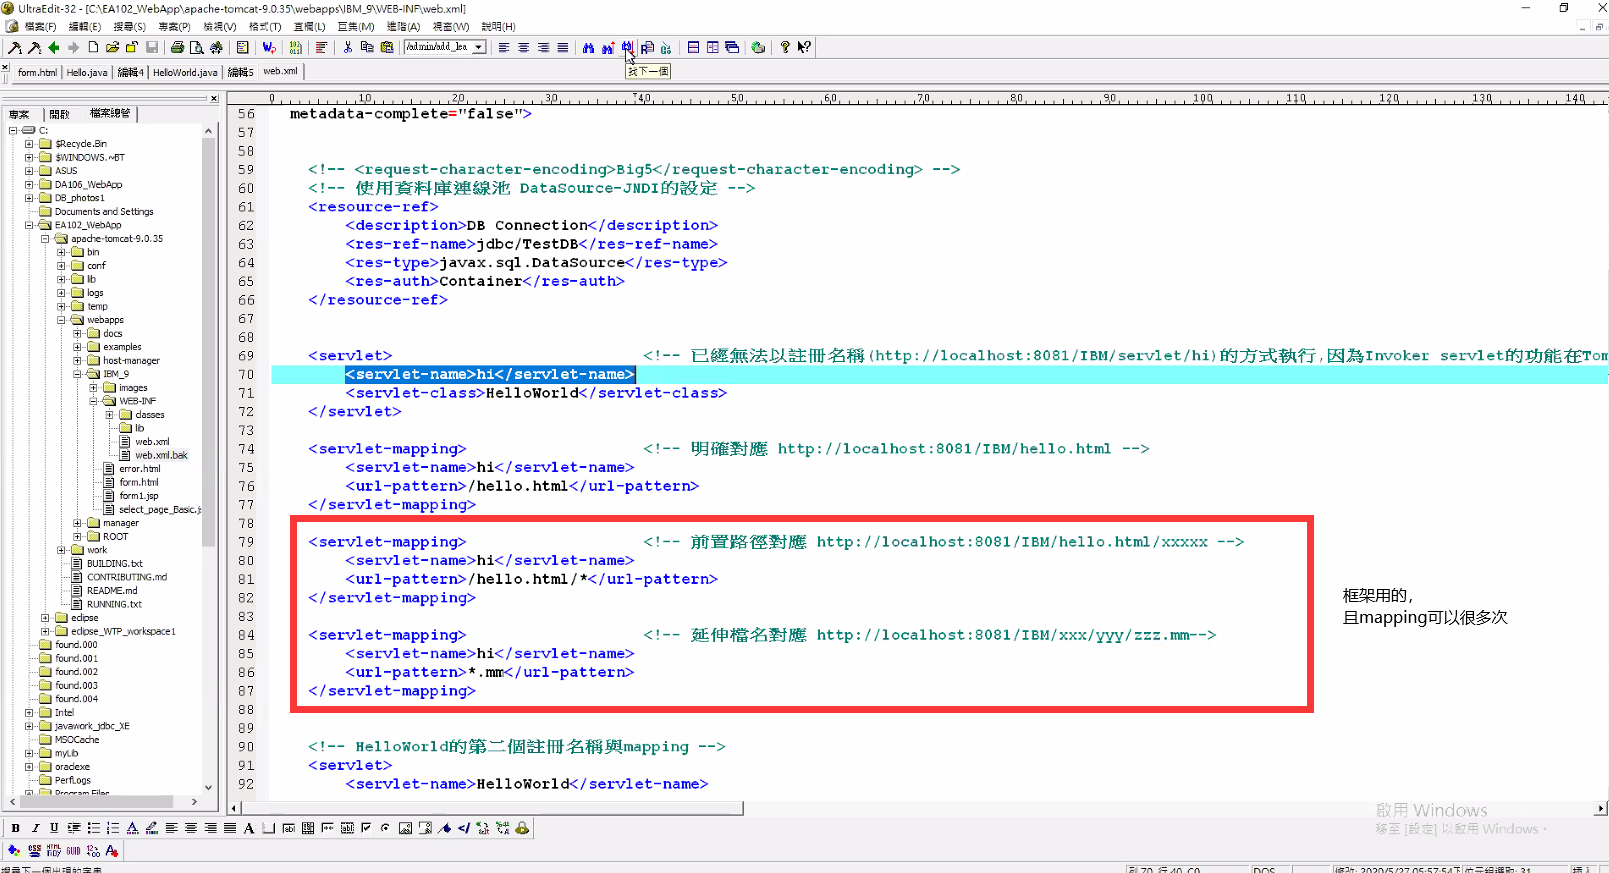 UltraEdit-32 - [C:\EA102_WebApp\apache-tomcat-9.0.35\webapps\IBM_9\WEB-INF\web.xml]
檔案(F) 編輯(E) 搜尋(S) 專案(P) 檢視(V) 格式(T) 直欄(L) 巨集(M) 進階(A) 視窗(W) 說明(H)
/admin/add_lea
找下一個
form.html Hello.java 編輯4 HelloWorld.java 編輯5 web.xml
專案 開啟 檔案總管
0 10 20 30 40 50 60 70 80 90 100 110 120 130 140
C:
$Recycle.Bin
$WINDOWS.~BT
ASUS
DA106_WebApp
DB_photos1
Documents and Settings
EA102_WebApp
apache-tomcat-9.0.35
bin
conf
lib
logs
temp
webapps
docs
examples
host-manager
IBM_9
images
WEB-INF
classes
lib
web.xml
web.xml.bak
error.html
form.html
form1.jsp
select_page_Basic.js
manager
ROOT
work
BUILDING.txt
CONTRIBUTING.md
README.md
RUNNING.txt
eclipse
eclipse_WTP_workspace1
found.000
found.001
found.002
found.003
found.004
Intel
javawork_jdbc_XE
MSOCache
myLib
oraclexe
PerfLogs
Program Files
56 metadata-complete="false">
57
58
59 <!-- <request-character-encoding>Big5</request-character-encoding> -->
60 <!-- 使用資料庫連線池 DataSource-JNDI的設定 -->
61 <resource-ref>
62 <description>DB Connection</description>
63 <res-ref-name>jdbc/TestDB</res-ref-name>
64 <res-type>javax.sql.DataSource</res-type>
65 <res-auth>Container</res-auth>
66 </resource-ref>
67
68
69 <servlet> <!-- 已經無法以註冊名稱(http://localhost:8081/IBM/servlet/hi)的方式執行,因為Invoker servlet的功能在Tom
70 <servlet-name>hi</servlet-name>
71 <servlet-class>HelloWorld</servlet-class>
72 </servlet>
73
74 <servlet-mapping> <!-- 明確對應 http://localhost:8081/IBM/hello.html -->
75 <servlet-name>hi</servlet-name>
76 <url-pattern>/hello.html</url-pattern>
77 </servlet-mapping>
78
79 <servlet-mapping> <!-- 前置路徑對應 http://localhost:8081/IBM/hello.html/xxxxx -->
80 <servlet-name>hi</servlet-name>
81 <url-pattern>/hello.html/*</url-pattern>
82 </servlet-mapping>
83
84 <servlet-mapping> <!-- 延伸檔名對應 http://localhost:8081/IBM/xxx/yyy/zzz.mm-->
85 <servlet-name>hi</servlet-name>
86 <url-pattern>*.mm</url-pattern>
87 </servlet-mapping>
88
89
90 <!-- HelloWorld的第二個註冊名稱與mapping -->
91 <servlet>
92 <servlet-name>HelloWorld</servlet-name>
框架用的,
且mapping可以很多次
啟用 Windows
移至 [設定] 以啟用 Windows。